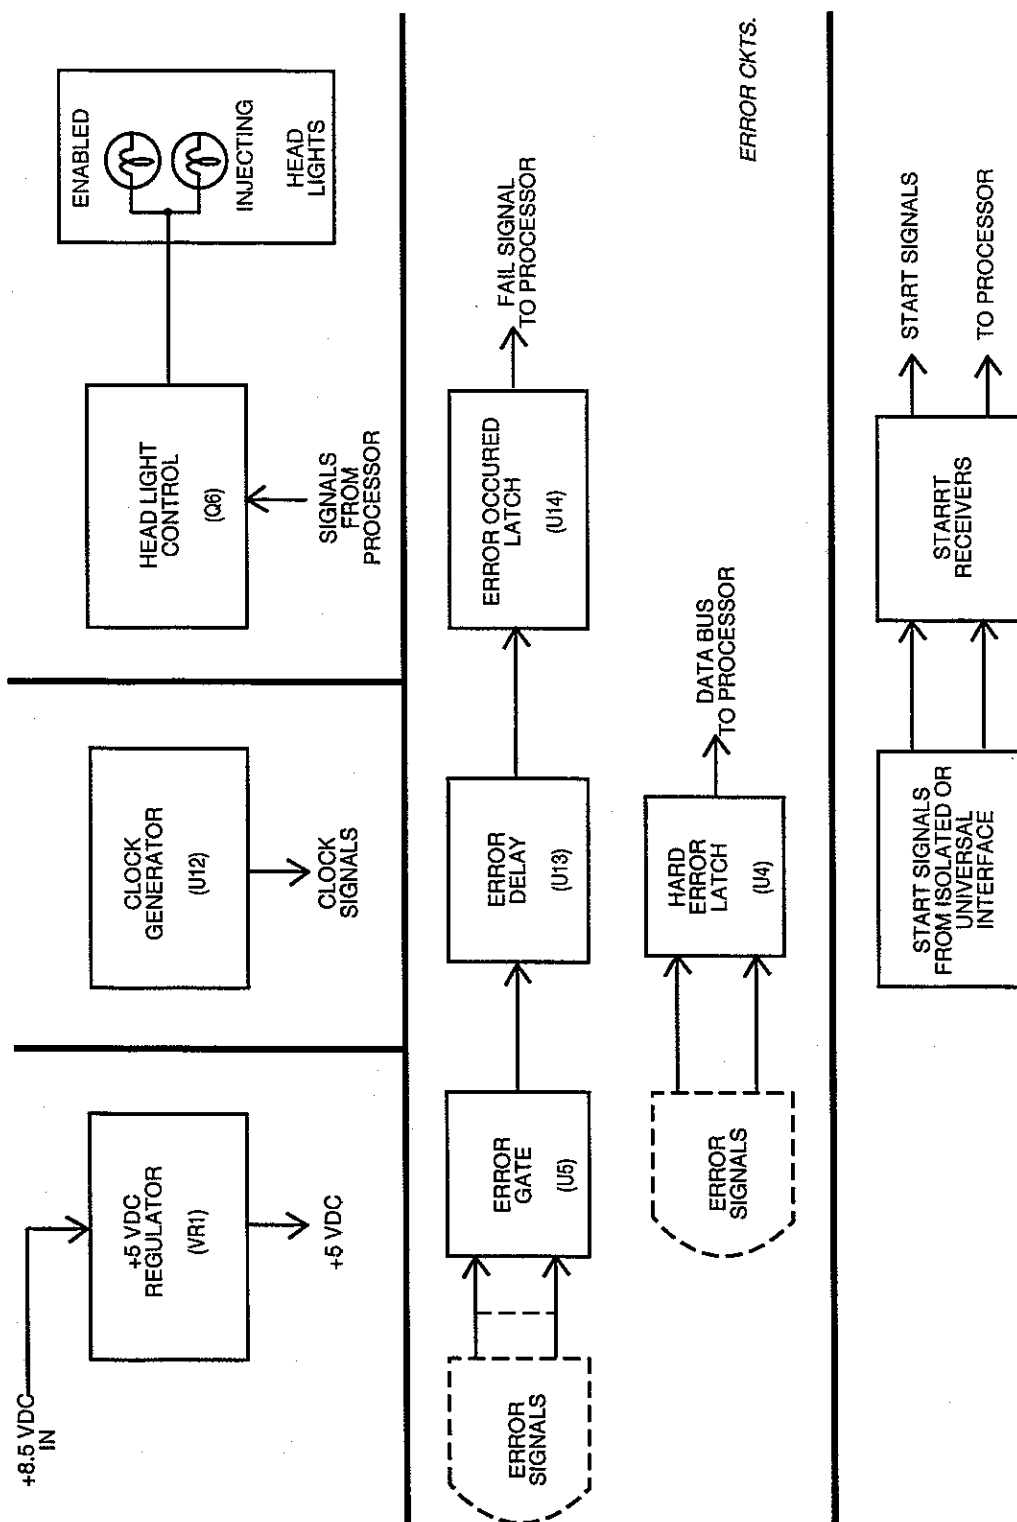 +8.5 VDC
IN
+5 VDC
REGULATOR
(VR1)
+5 VDC
CLOCK
GENERATOR
(U12)
CLOCK
SIGNALS
HEAD LIGHT
CONTROL
(Q6)
SIGNALS
FROM
PROCESSOR
ENABLED
INJECTING
HEAD
LIGHTS
ERROR
SIGNALS
ERROR
GATE
(U5)
ERROR
DELAY
(U13)
ERROR OCCURED
LATCH
(U14)
FAIL SIGNAL
TO PROCESSOR
ERROR
SIGNALS
HARD
ERROR
LATCH
(U4)
DATA BUS
TO PROCESSOR
ERROR CKTS.
START SIGNALS
FROM ISOLATED OR
UNIVERSAL
INTERFACE
STARRT
RECEIVERS
START SIGNALS
TO PROCESSOR